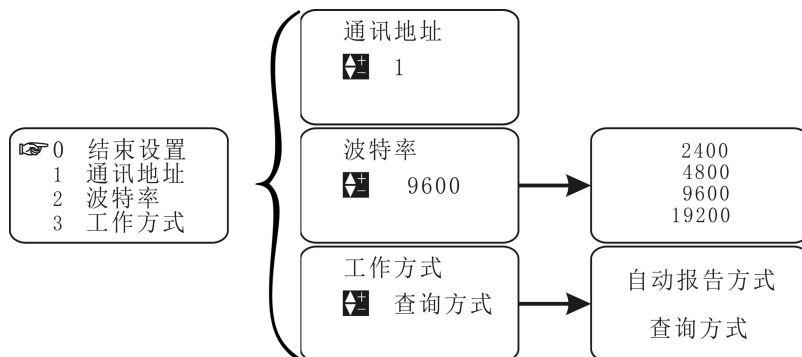 0 结束设置
1 通讯地址
2 波特率
3 工作方式
通讯地址
1
波特率
9600
工作方式
查询方式
2400
4800
9600
19200
自动报告方式
查询方式